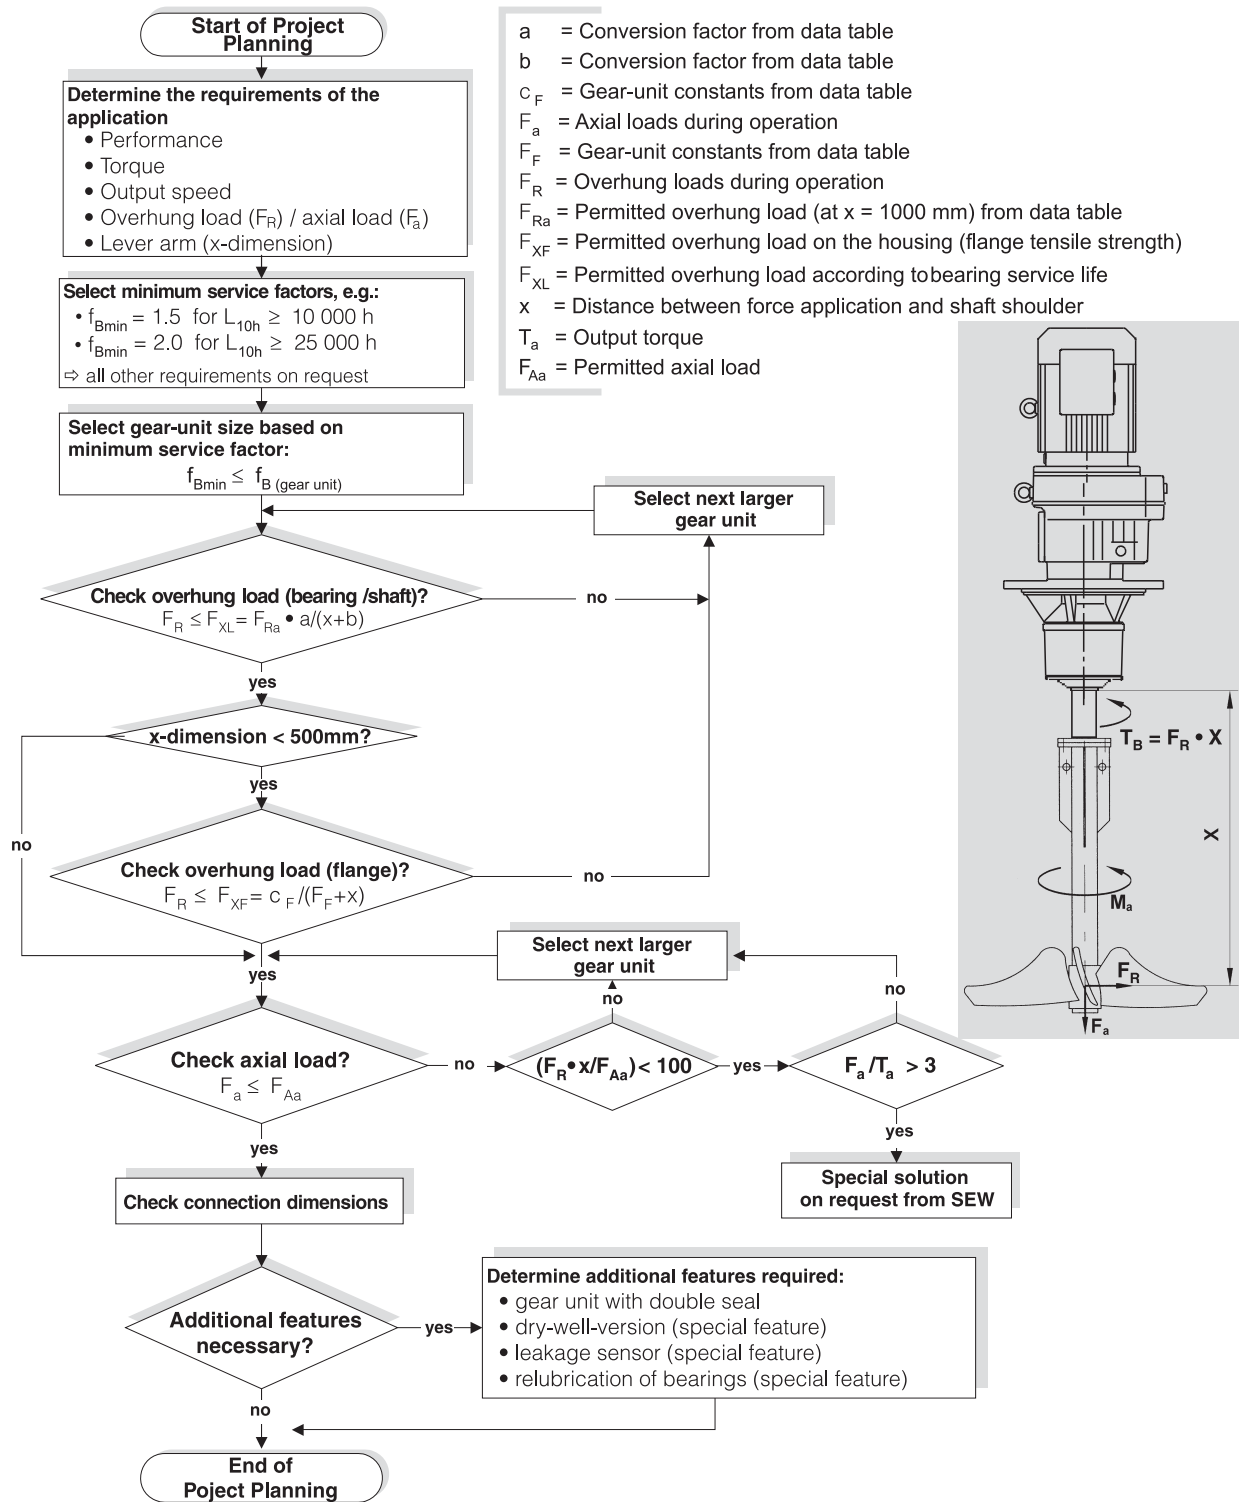 Start of Project
Planning
Determine the requirements of the
application
• Performance
• Torque
• Output speed
• Overhung load (F_R) / axial load (F_a)
• Lever arm (x-dimension)
Select minimum service factors, e.g.:
• f_Bmin = 1.5 for L_10h ≥ 10 000 h
• f_Bmin = 2.0 for L_10h ≥ 25 000 h
⇨ all other requirements on request
Select gear-unit size based on
minimum service factor:
f_Bmin ≤ f_B (gear unit)
Select next larger
gear unit
Check overhung load (bearing /shaft)?
F_R ≤ F_XL = F_Ra • a/(x+b)
no
yes
x-dimension < 500mm?
no
yes
Check overhung load (flange)?
F_R ≤ F_XF = c_F /(F_F+x)
no
yes
Select next larger
gear unit
no
no
Check axial load?
F_a ≤ F_Aa
no
(F_R • x/F_Aa) < 100
yes
F_a /T_a > 3
yes
yes
Check connection dimensions
Special solution
on request from SEW
Additional features
necessary?
yes
Determine additional features required:
• gear unit with double seal
• dry-well-version (special feature)
• leakage sensor (special feature)
• relubrication of bearings (special feature)
no
End of
Poject Planning
a = Conversion factor from data table
b = Conversion factor from data table
c_F = Gear-unit constants from data table
F_a = Axial loads during operation
F_F = Gear-unit constants from data table
F_R = Overhung loads during operation
F_Ra = Permitted overhung load (at x = 1000 mm) from data table
F_XF = Permitted overhung load on the housing (flange tensile strength)
F_XL = Permitted overhung load according to bearing service life
x = Distance between force application and shaft shoulder
T_a = Output torque
F_Aa = Permitted axial load
T_B = F_R • X
X
M_a
F_R
F_a